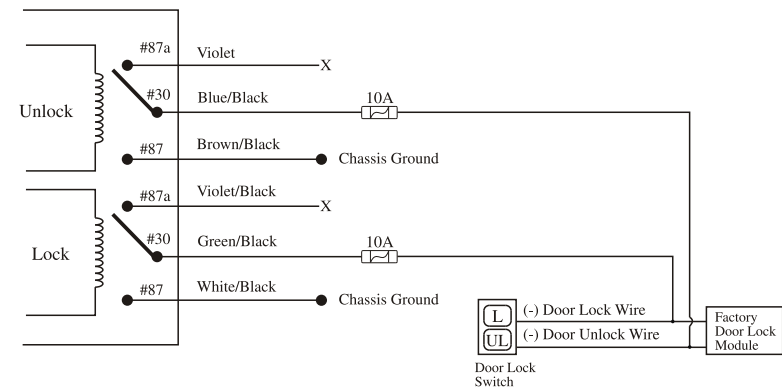 #87a Violet X
Unlock #30 Blue/Black 10A
#87 Brown/Black Chassis Ground
#87a Violet/Black X
Lock #30 Green/Black 10A
#87 White/Black Chassis Ground
L (-) Door Lock Wire
UL (-) Door Unlock Wire
Door Lock
Switch
Factory
Door Lock
Module